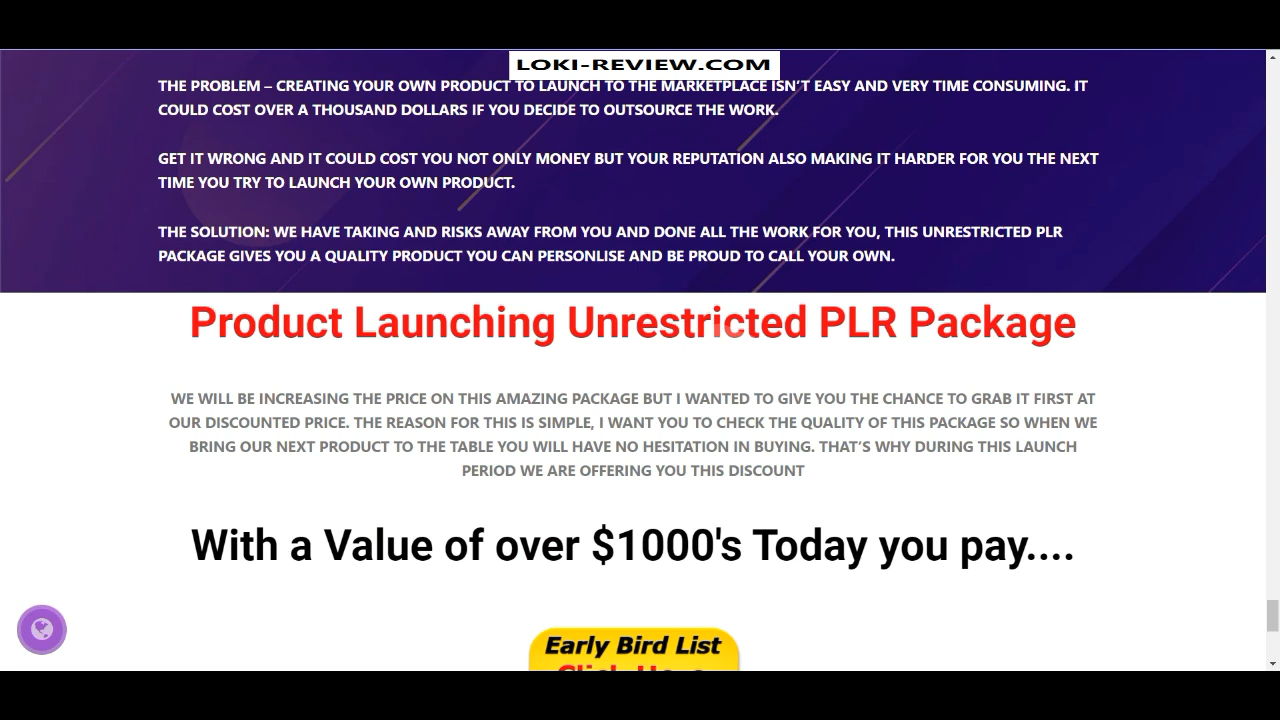 LOKI-REVIEW.COM
THE PROBLEM – CREATING YOUR OWN PRODUCT TO LAUNCH TO THE MARKETPLACE ISN'T EASY AND VERY TIME CONSUMING. IT
COULD COST OVER A THOUSAND DOLLARS IF YOU DECIDE TO OUTSOURCE THE WORK.
GET IT WRONG AND IT COULD COST YOU NOT ONLY MONEY BUT YOUR REPUTATION ALSO MAKING IT HARDER FOR YOU THE NEXT
TIME YOU TRY TO LAUNCH YOUR OWN PRODUCT.
THE SOLUTION: WE HAVE TAKING AND RISKS AWAY FROM YOU AND DONE ALL THE WORK FOR YOU, THIS UNRESTRICTED PLR
PACKAGE GIVES YOU A QUALITY PRODUCT YOU CAN PERSONLISE AND BE PROUD TO CALL YOUR OWN.
Product Launching Unrestricted PLR Package
WE WILL BE INCREASING THE PRICE ON THIS AMAZING PACKAGE BUT I WANTED TO GIVE YOU THE CHANCE TO GRAB IT FIRST AT
OUR DISCOUNTED PRICE. THE REASON FOR THIS IS SIMPLE, I WANT YOU TO CHECK THE QUALITY OF THIS PACKAGE SO WHEN WE
BRING OUR NEXT PRODUCT TO THE TABLE YOU WILL HAVE NO HESITATION IN BUYING. THAT'S WHY DURING THIS LAUNCH
PERIOD WE ARE OFFERING YOU THIS DISCOUNT
With a Value of over $1000's Today you pay....
Early Bird List